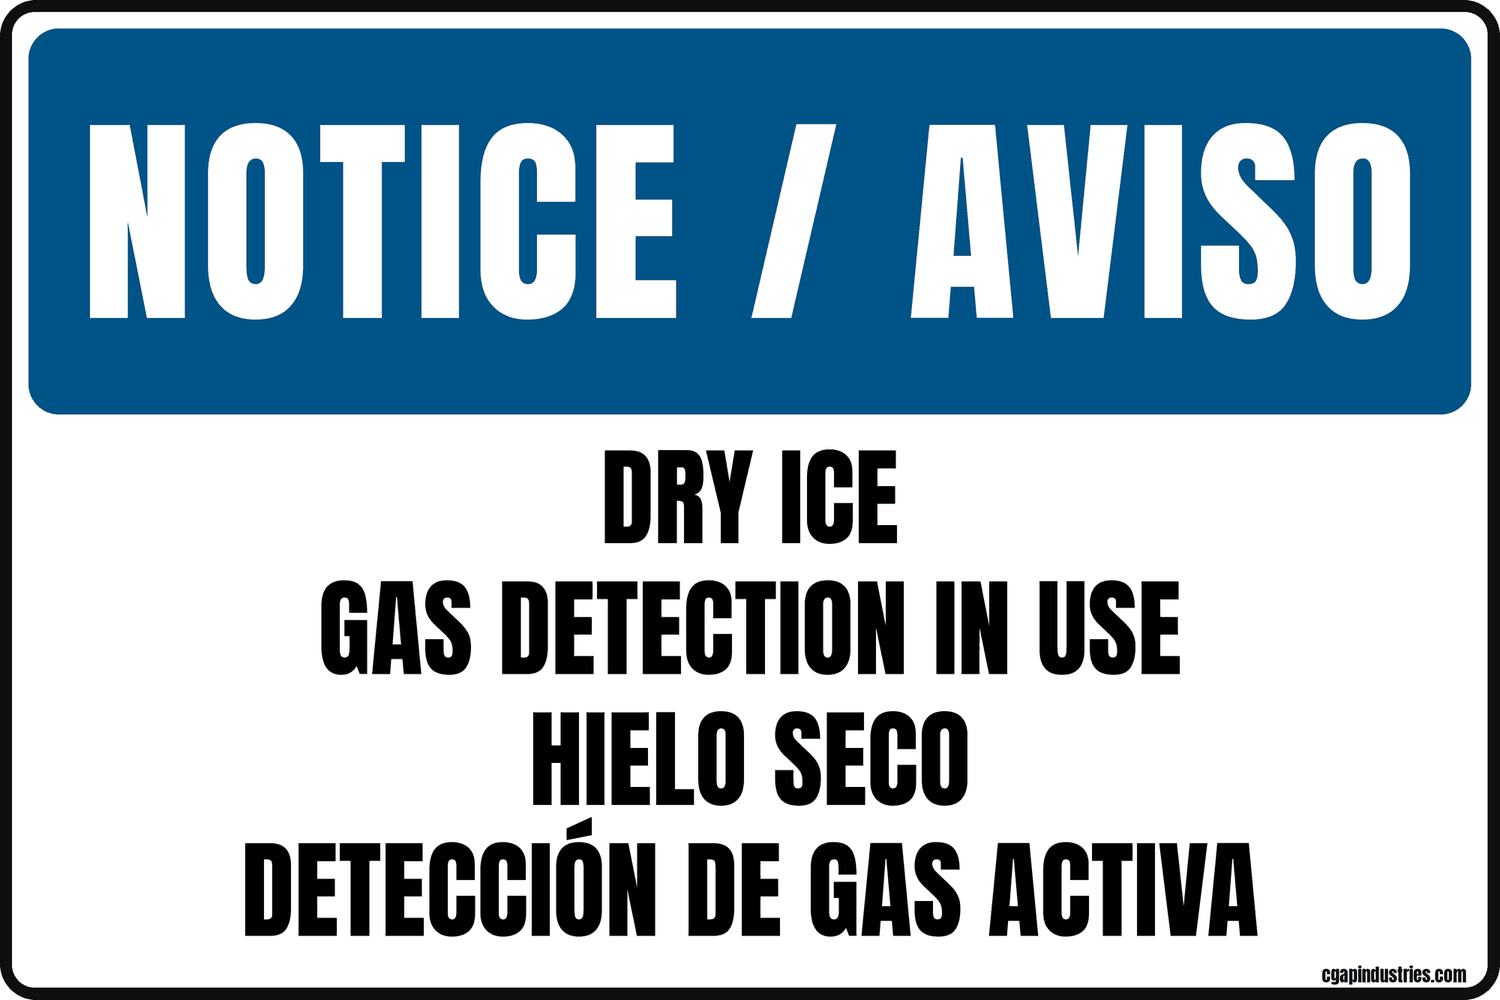 NOTICE / AVISO
DRY ICE
GAS DETECTION IN USE
HIELO SECO
DETECCIÓN DE GAS ACTIVA
cgapindustries.com